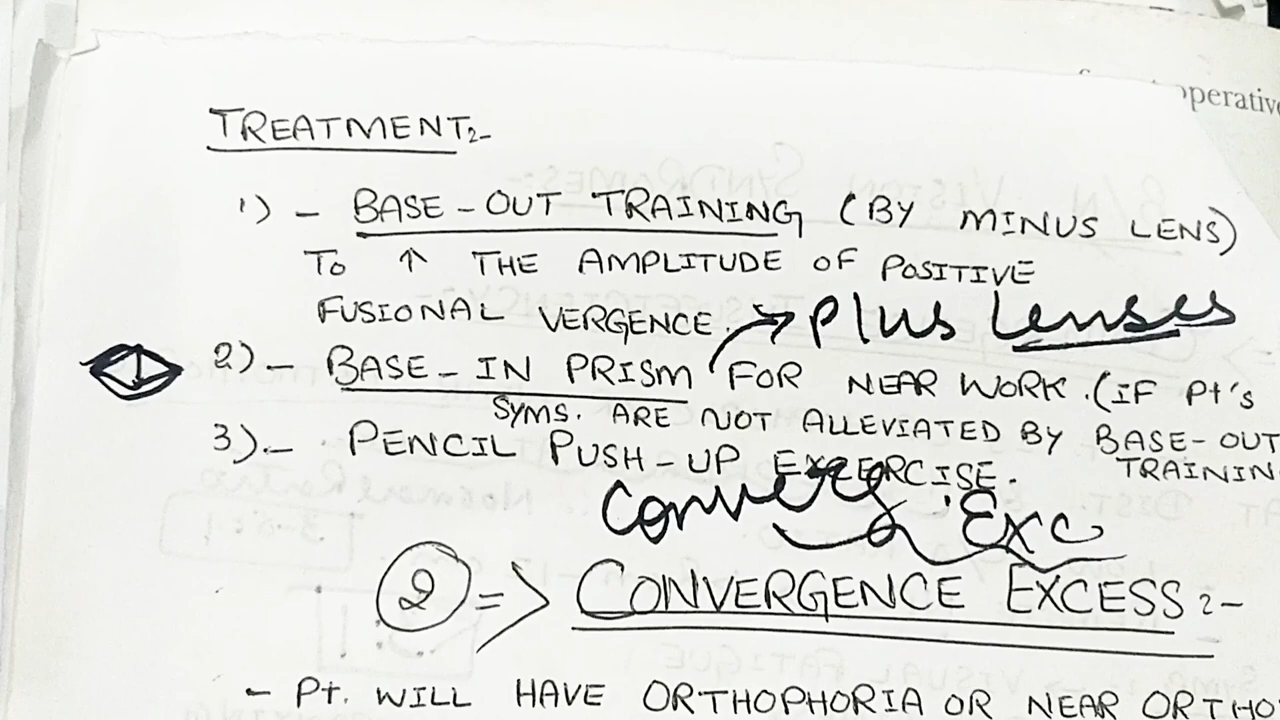 operative
TREATMENT:-
1) - BASE-OUT TRAINING (BY MINUS LENS)
TO ↑ THE AMPLITUDE OF POSITIVE
FUSIONAL VERGENCE. → Plus Lenses
1 2) - BASE-IN PRISM FOR NEAR WORK. (IF Pt's
SYMS. ARE NOT ALLEVIATED BY BASE-OUT
TRAININ
3).- PENCIL PUSH-UP EXERCISE.
Converg Exc
2 => CONVERGENCE EXCESS:-
- Pt. WILL HAVE ORTHOPHORIA OR NEAR ORTHO